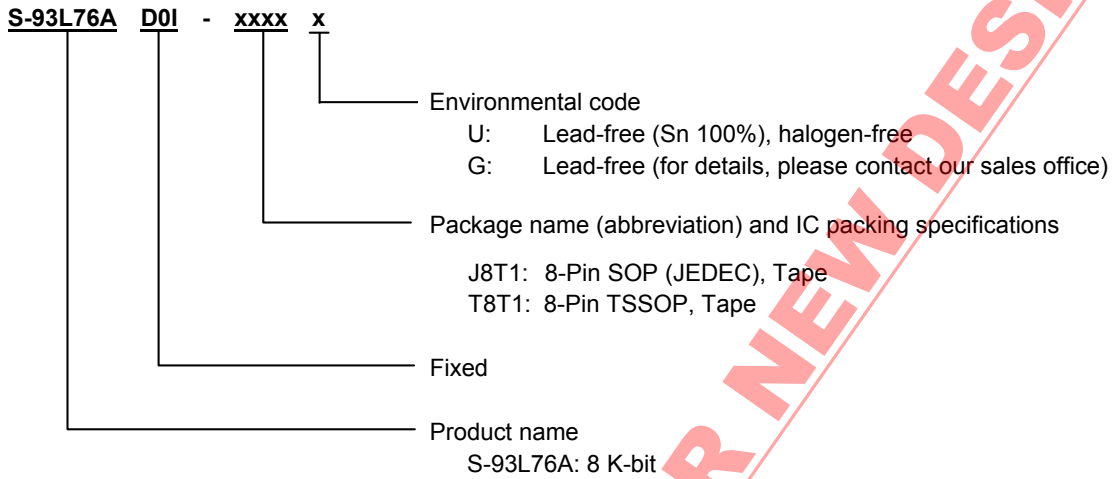 S-93L76A D0I - xxxx x
Environmental code
U: Lead-free (Sn 100%), halogen-free
G: Lead-free (for details, please contact our sales office)
Package name (abbreviation) and IC packing specifications
J8T1: 8-Pin SOP (JEDEC), Tape
T8T1: 8-Pin TSSOP, Tape
Fixed
Product name
S-93L76A: 8 K-bit
R NEW DES